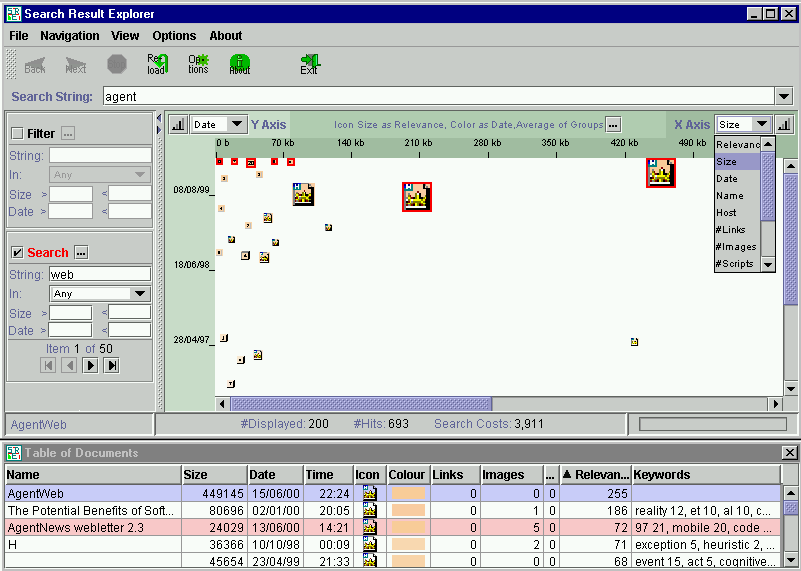 Search Result Explorer
File Navigation View Options About
Back Next Re-load Options About Exit
Search String: agent
Filter ...
String:
In: Any
Size > <
Date > <
Search ...
String: web
In: Any
Size > <
Date > <
Item 1 of 50
Date Y Axis Icon Size as Relevance, Color as Date,Average of Groups ... X Axis Size
0 b 70 kb 140 kb 210 kb 280 kb 350 kb 420 kb 490 kb
08/08/99
18/06/98
28/04/97
Relevanc
Size
Date
Name
Host
#Links
#Images
#Scripts
AgentWeb #Displayed: 200 #Hits: 693 Search Costs: 3,911
Table of Documents
Name Size Date Time Icon Colour Links Images ... Relevan... Keywords
AgentWeb 449145 15/06/00 22:24 0 0 0 255
The Potential Benefits of Soft... 80696 02/01/00 20:05 0 1 0 186 reality 12, et 10, al 10, c...
AgentNews webletter 2.3 24029 13/06/00 14:21 0 5 0 72 97 21, mobile 20, code ...
H 36366 10/10/98 00:09 0 2 0 71 exception 5, heuristic 2, ...
45654 23/04/99 21:33 0 0 0 68 event 15, act 5, cognitive...